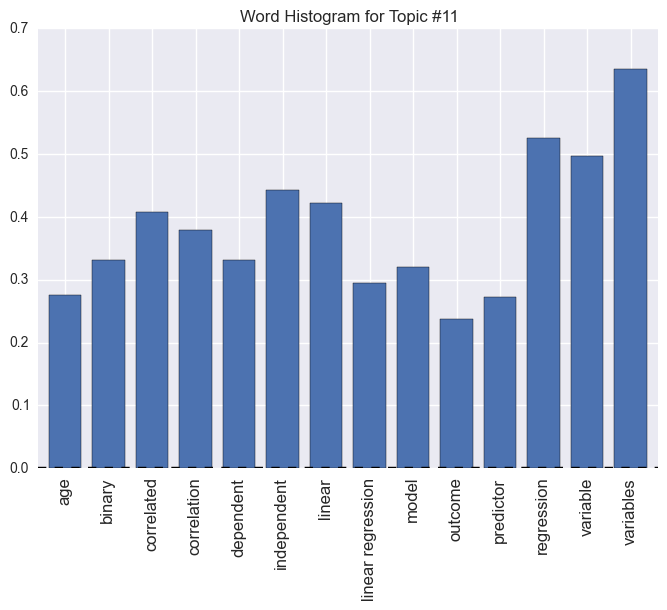 Word Histogram for Topic #11
0.7
0.6
0.5
0.4
0.3
0.2
0.1
0.0
age
binary
correlated
correlation
dependent
independent
linear
linear regression
model
outcome
predictor
regression
variable
variables